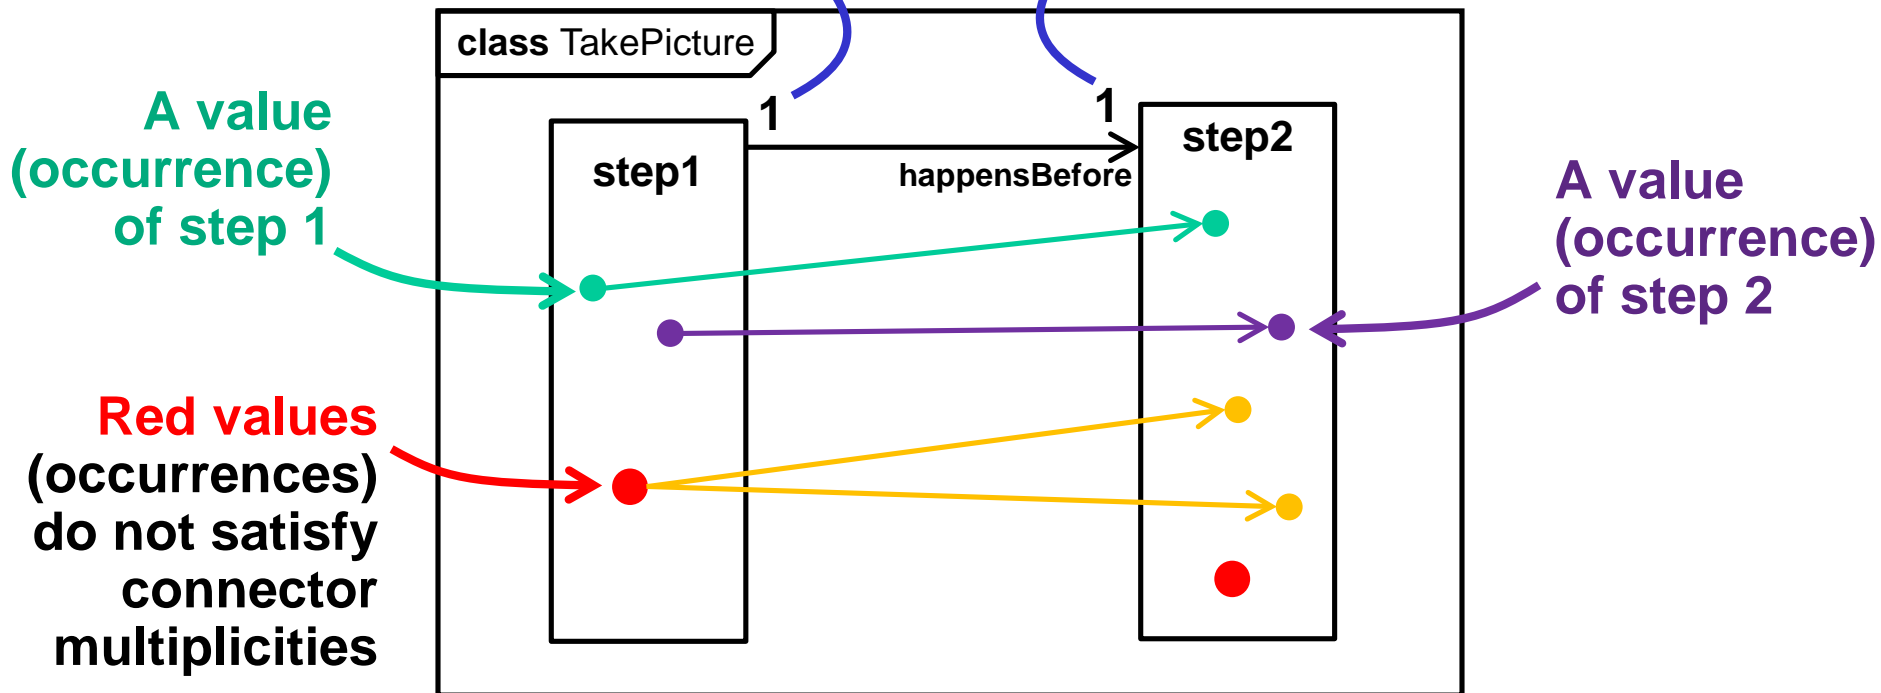 class TakePicture
A value
(occurrence)
of step 1
1
1
step1
step2
happensBefore
A value
(occurrence)
of step 2
Red values
(occurrences)
do not satisfy
connector
multiplicities